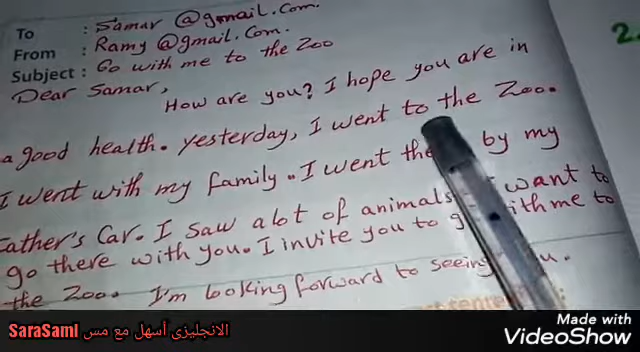 To : Samar @gmail.Com.
From : Ramy @gmail.Com.
Subject : Go with me to the Zoo
Dear Samar,
How are you? I hope you are in
a good health. yesterday, I went to the Zoo.
I went with my family. I went the by my
Father's Car. I saw a lot of animals want to
go there with you. I invite you to with me to
the Zoo. I'm looking forward to seeing
SaraSamI الانجليزى أسهل مع مس
Made with
VideoShow